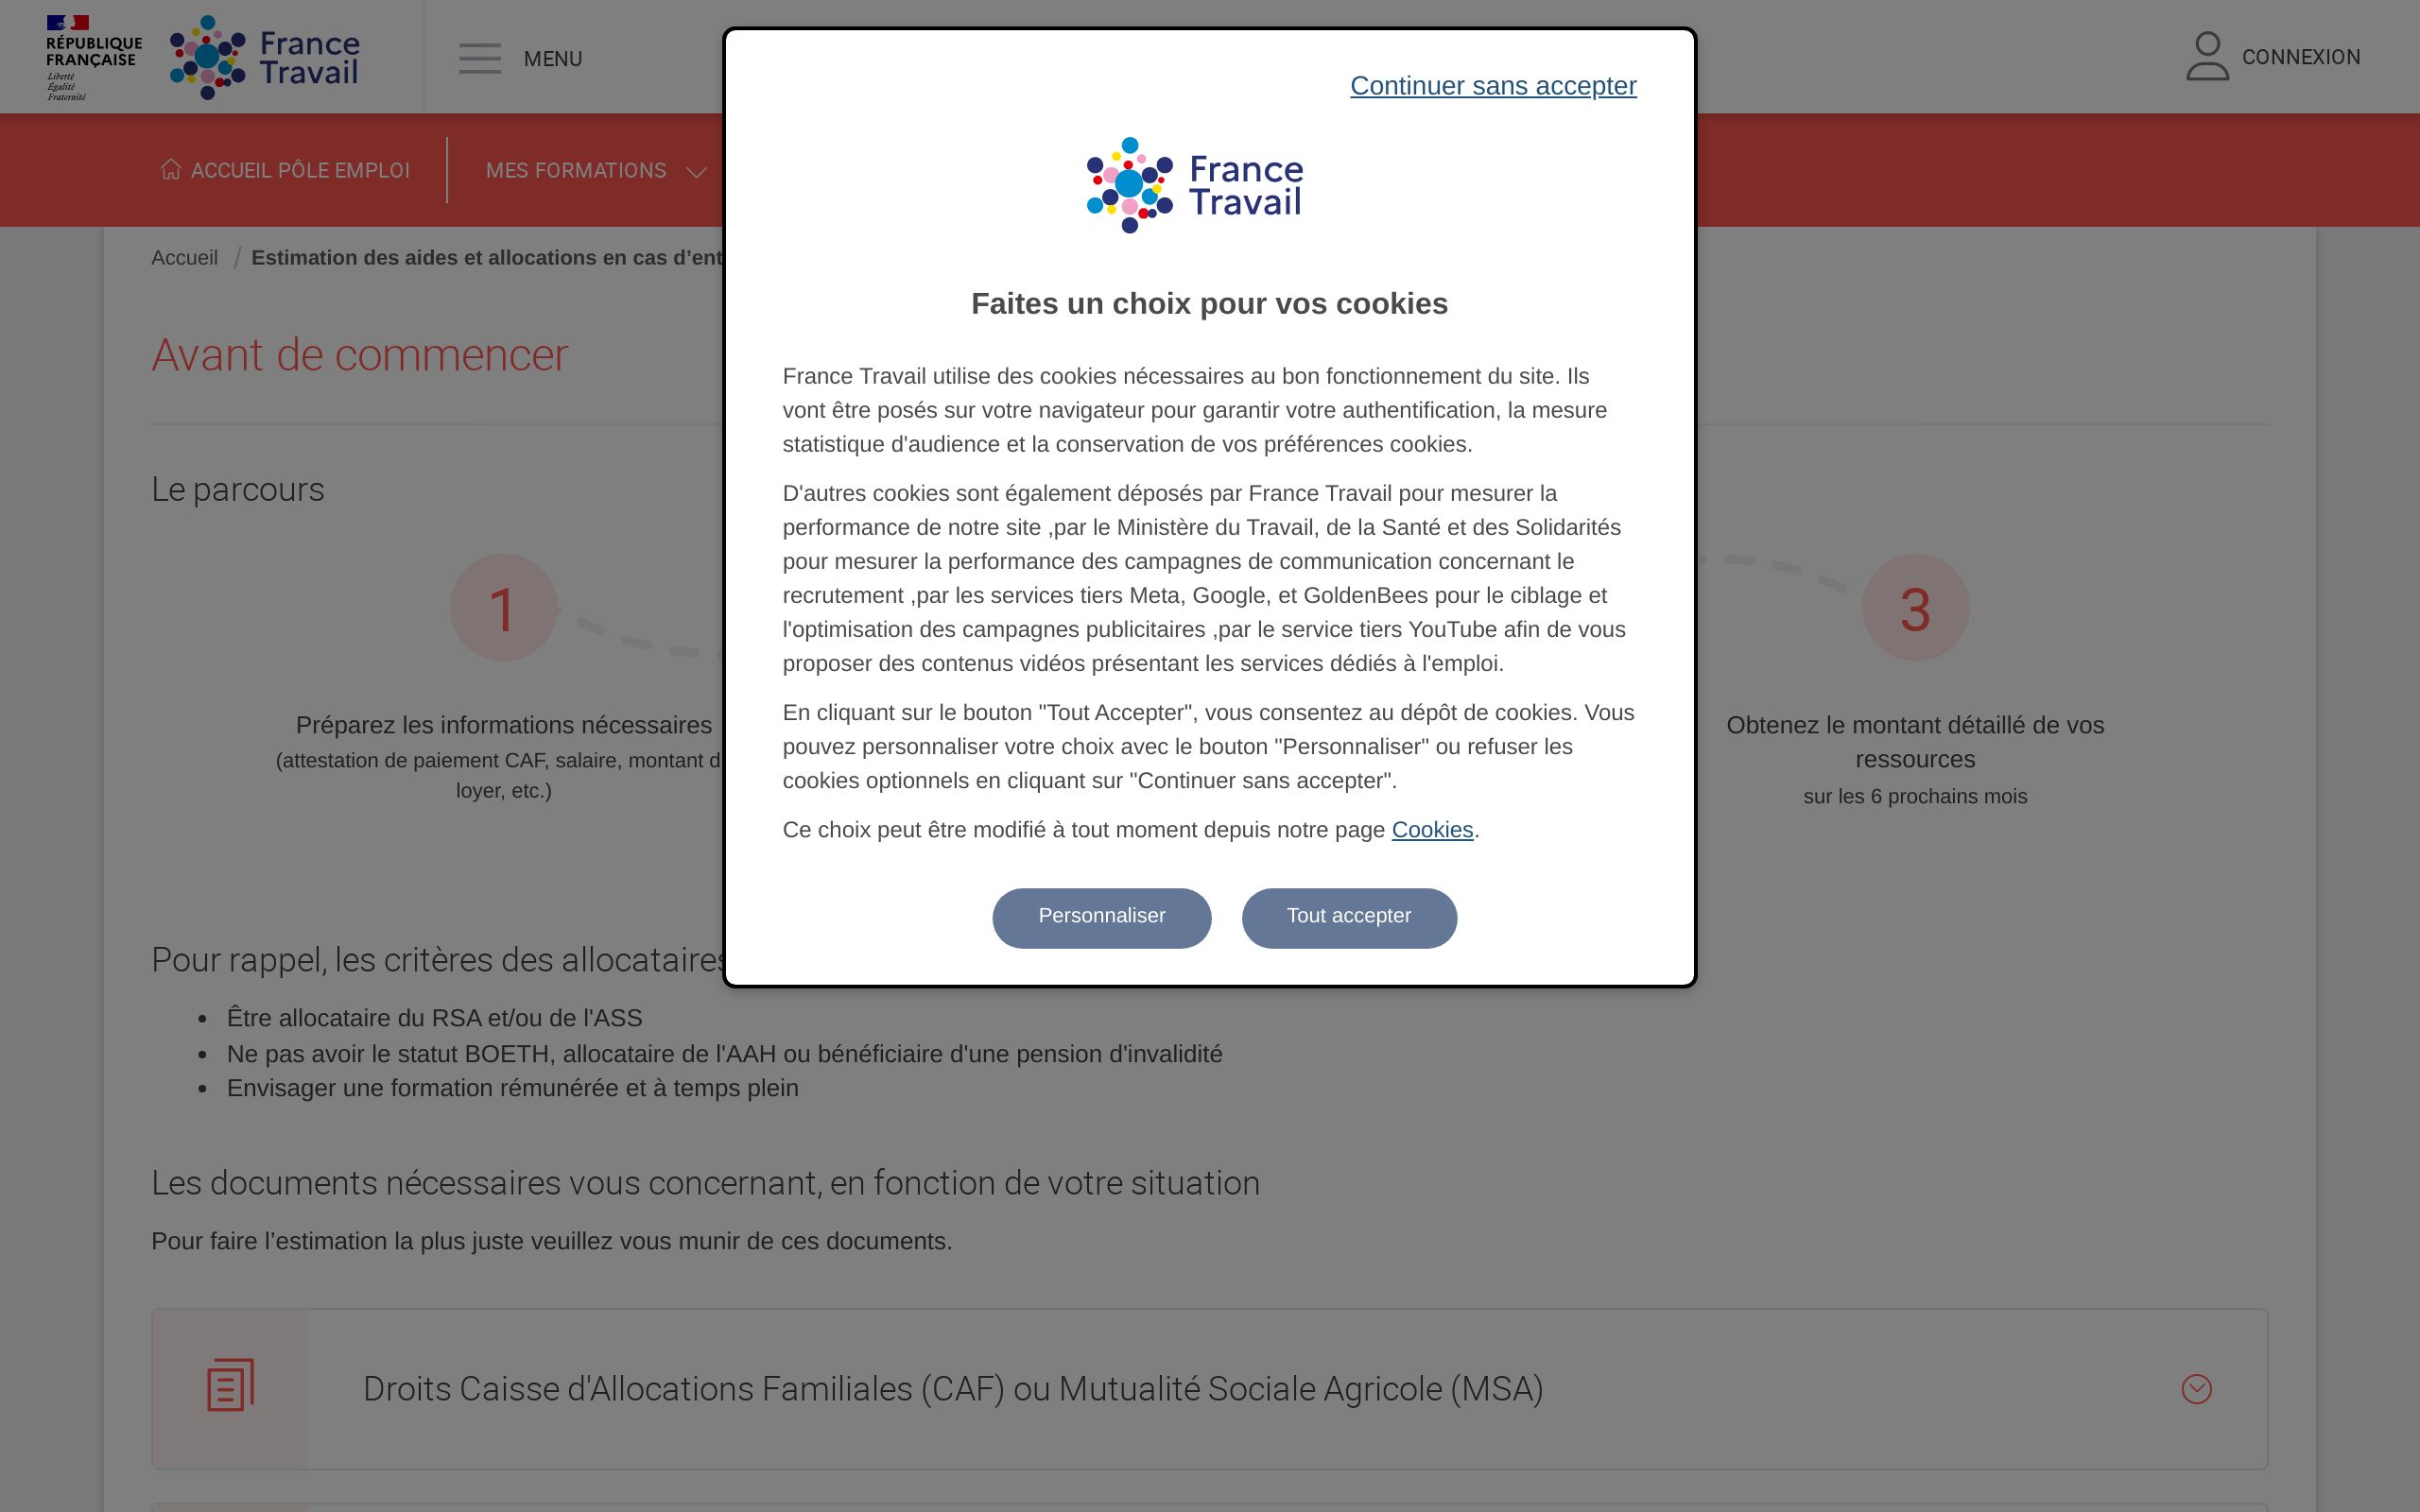 RÉPUBLIQUE
FRANÇAISE
Liberté
Égalité
Fraternité
France
Travail
MENU
CONNEXION
ACCUEIL PÔLE EMPLOI
MES FORMATIONS
Accueil / Estimation des aides et allocations en cas d’ent
Avant de commencer
Le parcours
1
Préparez les informations nécessaires
(attestation de paiement CAF, salaire, montant d
loyer, etc.)
3
Obtenez le montant détaillé de vos
ressources
sur les 6 prochains mois
Pour rappel, les critères des allocataires
Être allocataire du RSA et/ou de l'ASS
Ne pas avoir le statut BOETH, allocataire de l'AAH ou bénéficiaire d'une pension d'invalidité
Envisager une formation rémunérée et à temps plein
Les documents nécessaires vous concernant, en fonction de votre situation
Pour faire l’estimation la plus juste veuillez vous munir de ces documents.
Droits Caisse d'Allocations Familiales (CAF) ou Mutualité Sociale Agricole (MSA)
Continuer sans accepter
France
Travail
Faites un choix pour vos cookies
France Travail utilise des cookies nécessaires au bon fonctionnement du site. Ils
vont être posés sur votre navigateur pour garantir votre authentification, la mesure
statistique d'audience et la conservation de vos préférences cookies.
D'autres cookies sont également déposés par France Travail pour mesurer la
performance de notre site ,par le Ministère du Travail, de la Santé et des Solidarités
pour mesurer la performance des campagnes de communication concernant le
recrutement ,par les services tiers Meta, Google, et GoldenBees pour le ciblage et
l'optimisation des campagnes publicitaires ,par le service tiers YouTube afin de vous
proposer des contenus vidéos présentant les services dédiés à l'emploi.
En cliquant sur le bouton "Tout Accepter", vous consentez au dépôt de cookies. Vous
pouvez personnaliser votre choix avec le bouton "Personnaliser" ou refuser les
cookies optionnels en cliquant sur "Continuer sans accepter".
Ce choix peut être modifié à tout moment depuis notre page Cookies.
Personnaliser
Tout accepter